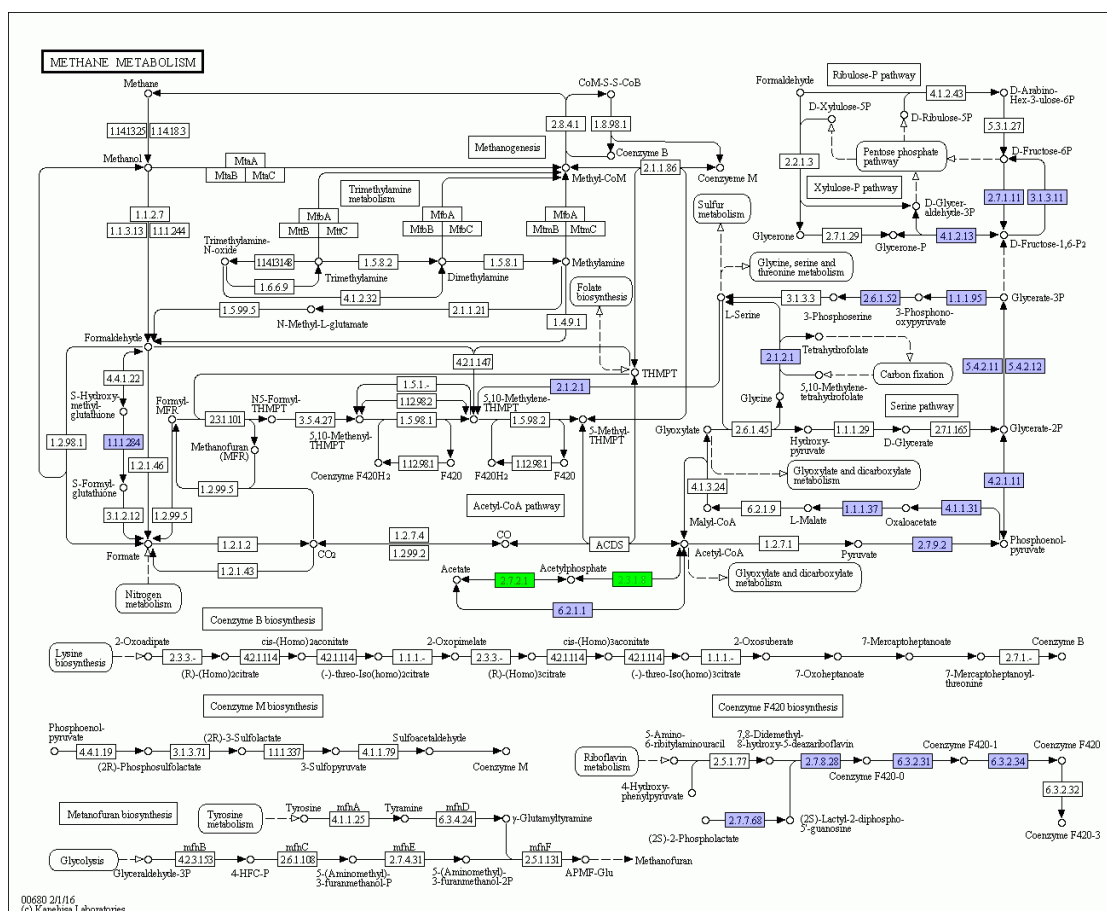 METHANE METABOLISM
Methane
CoM-S-S-CoB
Formaldehyde
Ribulose-P pathway
4.1.2.43
D-Arabino-
Hex-3-ulose-6P
D-Xylulose-5P
D-Ribulose-5P
1.14.13.25
1.14.18.3
2.8.4.1
1.8.98.1
5.3.1.27
Methanogenesis
Coenzyme B
Pentose phosphate
pathway
D-Fructose-6P
Methanol
MtaA
MtaB
MtaC
Methyl-CoM
2.1.1.86
Coenzyeme M
2.2.1.3
Xylulose-P pathway
Trimethylamine
metabolism
Sulfur
metabolism
D-Glycer-
aldehyde-3P
2.7.1.11
3.1.3.11
1.1.2.7
1.1.3.13
1.1.1.244
MtbA
MttB
MttC
MtbA
MtbB
MtbC
MtbA
MtmB
MtmC
Glycerone
2.7.1.29
Glycerone-P
4.1.2.13
D-Fructose-1,6-P2
Trimethylamine-
N-oxide
1.14.13.148
1.5.8.2
1.5.8.1
Methylamine
Trimethylamine
Dimethylamine
1.6.6.9
4.1.2.32
Glycine, serine and
threonine metabolism
Folate
biosynthesis
1.5.99.5
2.1.1.21
N-Methyl-L-glutamate
L-Serine
3.1.3.3
2.6.1.52
1.1.1.95
Glycerate-3P
3-Phosphoserine
3-Phosphono-
oxypyruvate
1.4.9.1
Formaldehyde
4.2.1.147
THMPT
2.1.2.1
Tetrahydrofolate
5.4.2.11
5.4.2.12
4.4.1.22
1.5.1.-
1.12.98.2
2.1.2.1
Carbon fixation
S-Hydroxy-
methyl-
glutathione
Formyl-
MFR
N5-Formyl-
THMPT
5,10-Methylene-
THMPT
Glycine
5,10-Methylene-
tetrahydrofolate
Serine pathway
2.3.1.101
3.5.4.27
1.5.98.1
1.5.98.2
5-Methyl-
THMPT
Glyoxylate
2.6.1.45
1.1.1.29
2.7.1.165
Glycerate-2P
5,10-Methenyl-
THMPT
Hydroxy-
pyruvate
D-Glycerate
1.2.98.1
1.1.1.284
Methanofuran
(MFR)
1.12.98.1
1.12.98.1
Coenzyme F420H2
F420
F420H2
F420
1.2.1.46
Glyoxylate and dicarboxylate
metabolism
S-Formyl-
glutathione
1.2.99.5
4.1.3.24
4.2.1.11
Acetyl-CoA pathway
3.1.2.12
1.2.99.5
Malyl-CoA
6.2.1.9
L-Malate
1.1.1.37
Oxaloacetate
4.1.1.31
Formate
1.2.1.2
CO2
1.2.7.4
1.2.99.2
CO
ACDS
Acetyl-CoA
1.2.7.1
Pyruvate
2.7.9.2
Phosphoenol-
pyruvate
1.2.1.43
Acetate
2.7.2.1
Acetylphosphate
2.3.1.8
Glyoxylate and dicarboxylate
metabolism
Nitrogen
metabolism
6.2.1.1
Coenzyme B biosynthesis
Lysine
biosynthesis
2-Oxoadipate
2.3.3.-
(R)-(Homo)2citrate
4.2.1.114
cis-(Homo)2aconitate
4.2.1.114
(-)-threo-Iso(homo)2citrate
1.1.1.-
2-Oxopimelate
2.3.3.-
(R)-(Homo)3citrate
4.2.1.114
cis-(Homo)3aconitate
4.2.1.114
(-)-threo-Iso(homo)3citrate
1.1.1.-
2-Oxosuberate
7-Oxoheptanoate
7-Mercaptoheptanoate
7-Mercaptoheptanoyl-
threonine
2.7.1.-
Coenzyme B
Coenzyme M biosynthesis
Phosphoenol-
pyruvate
4.4.1.19
(2R)-Phosphosulfolactate
3.1.3.71
(2R)-3-Sulfolactate
1.1.1.337
3-Sulfopyruvate
4.1.1.79
Sulfoacetaldehyde
Coenzyme M
Coenzyme F420 biosynthesis
Riboflavin
metabolism
5-Amino-
6-ribitylaminouracil
2.5.1.77
7,8-Didemethyl-
8-hydroxy-5-deazariboflavin
2.7.8.28
Coenzyme F420-0
6.3.2.31
Coenzyme F420-1
6.3.2.34
Coenzyme F420
4-Hydroxy-
phenylpyruvate
6.3.2.32
2.7.7.68
(2S)-2-Phospholactate
(2S)-Lactyl-2-diphospho-
5'-guanosine
Coenzyme F420-3
Metanofuran biosynthesis
Tyrosine
metabolism
Tyrosine
mfnA
4.1.1.25
Tyramine
mfnD
6.3.4.24
γ-Glutamyltyramine
Glycolysis
Glyceraldehyde-3P
mfnB
4.2.3.153
4-HFC-P
mfnC
2.6.1.108
5-(Aminomethyl)-
3-furanmethanol-P
mfnE
2.7.4.31
5-(Aminomethyl)-
3-furanmethanol-2P
mfnF
2.5.1.131
APMF-Glu
Methanofuran
00680 2/1/16
(c) Kanehisa Laboratories